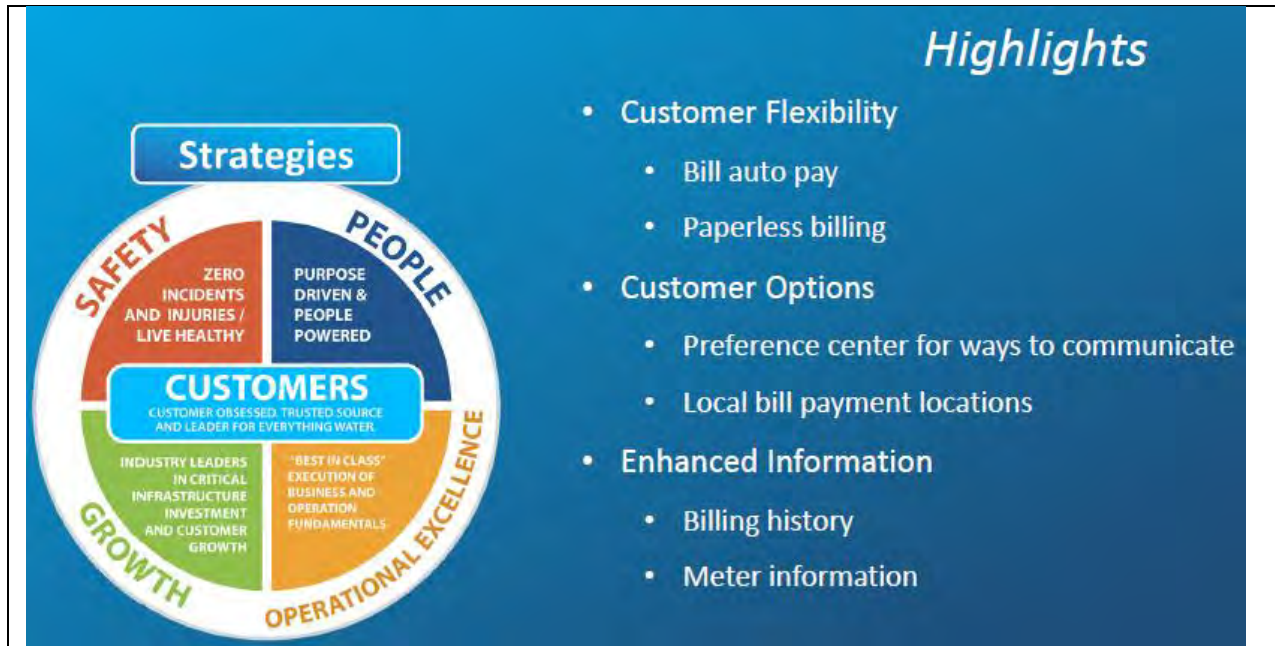 Highlights
Strategies
SAFETY
ZERO
INCIDENTS
AND INJURIES /
LIVE HEALTHY
PEOPLE
PURPOSE
DRIVEN &
PEOPLE
POWERED
CUSTOMERS
CUSTOMER OBSESSED. TRUSTED SOURCE
AND LEADER FOR EVERYTHING WATER.
GROWTH
INDUSTRY LEADERS
IN CRITICAL
INFRASTRUCTURE
INVESTMENT
AND CUSTOMER
GROWTH
OPERATIONAL EXCELLENCE
"BEST IN CLASS"
EXECUTION OF
BUSINESS AND
OPERATION
FUNDAMENTALS
• Customer Flexibility
• Bill auto pay
• Paperless billing
• Customer Options
• Preference center for ways to communicate
• Local bill payment locations
• Enhanced Information
• Billing history
• Meter information